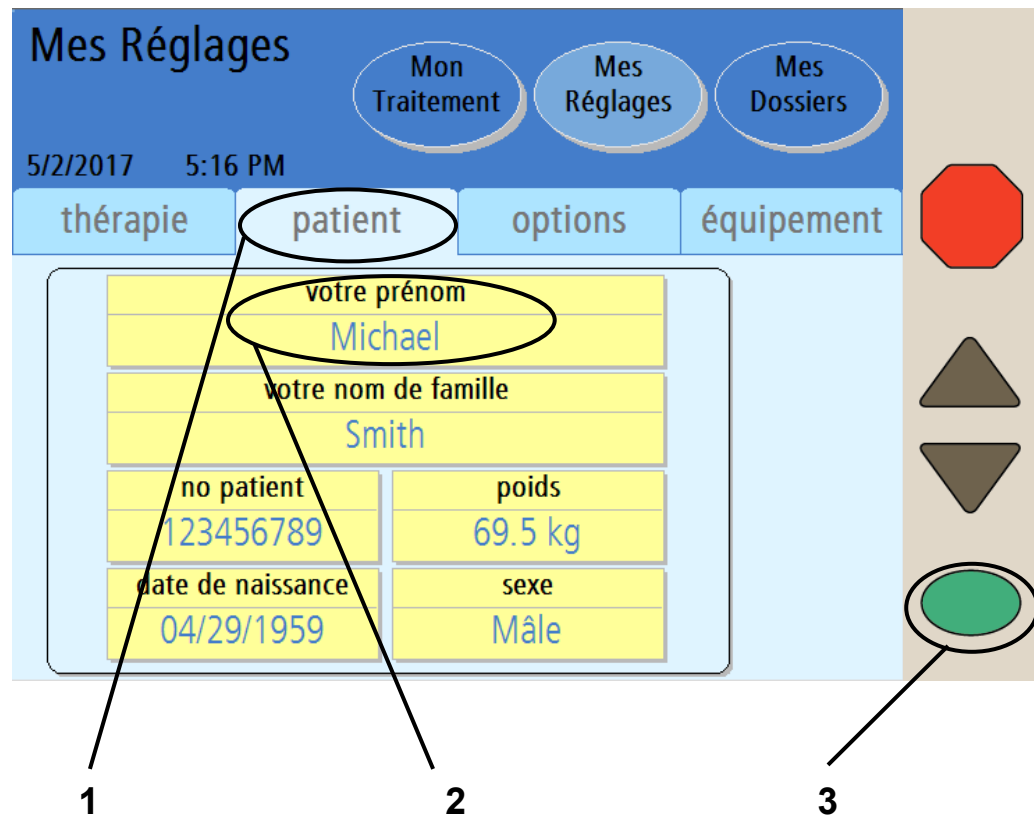 Mes Réglages
Mon
Traitement
Mes
Réglages
Mes
Dossiers
5/2/2017 5:16 PM
thérapie patient options équipement
votre prénom
Michael
votre nom de famille
Smith
no patient poids
123456789 69.5 kg
date de naissance sexe
04/29/1959 Mâle
1 2 3